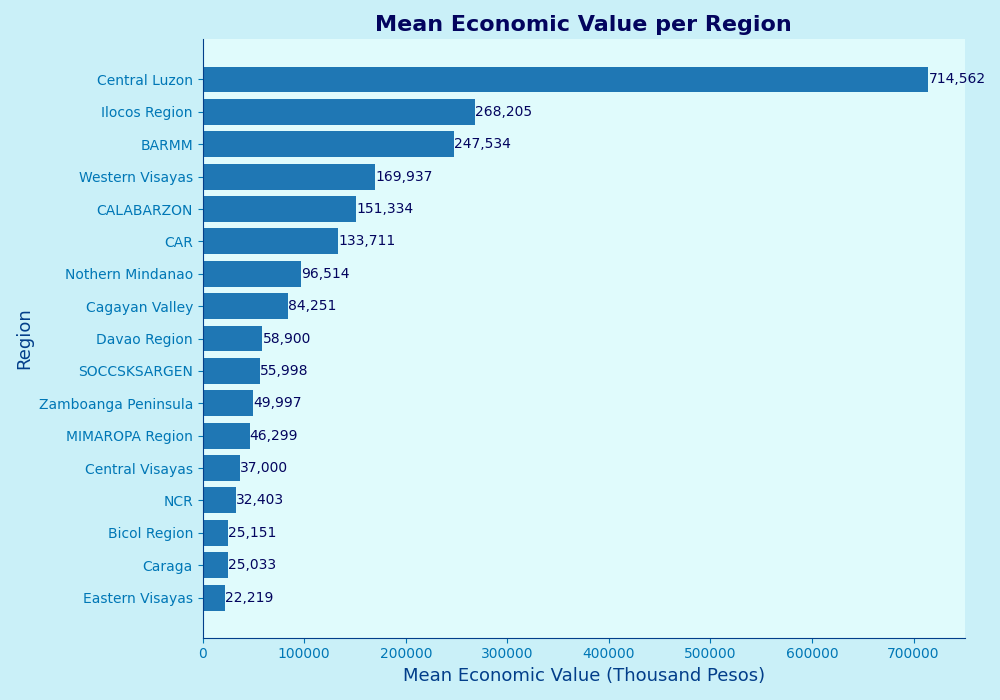 Mean Economic Value per Region
Central Luzon 714,562
Ilocos Region 268,205
BARMM 247,534
Western Visayas 169,937
CALABARZON 151,334
CAR 133,711
Nothern Mindanao 96,514
Cagayan Valley 84,251
Davao Region 58,900
SOCCSKSARGEN 55,998
Zamboanga Peninsula 49,997
MIMAROPA Region 46,299
Central Visayas 37,000
NCR 32,403
Bicol Region 25,151
Caraga 25,033
Eastern Visayas 22,219
Region
0 100000 200000 300000 400000 500000 600000 700000
Mean Economic Value (Thousand Pesos)